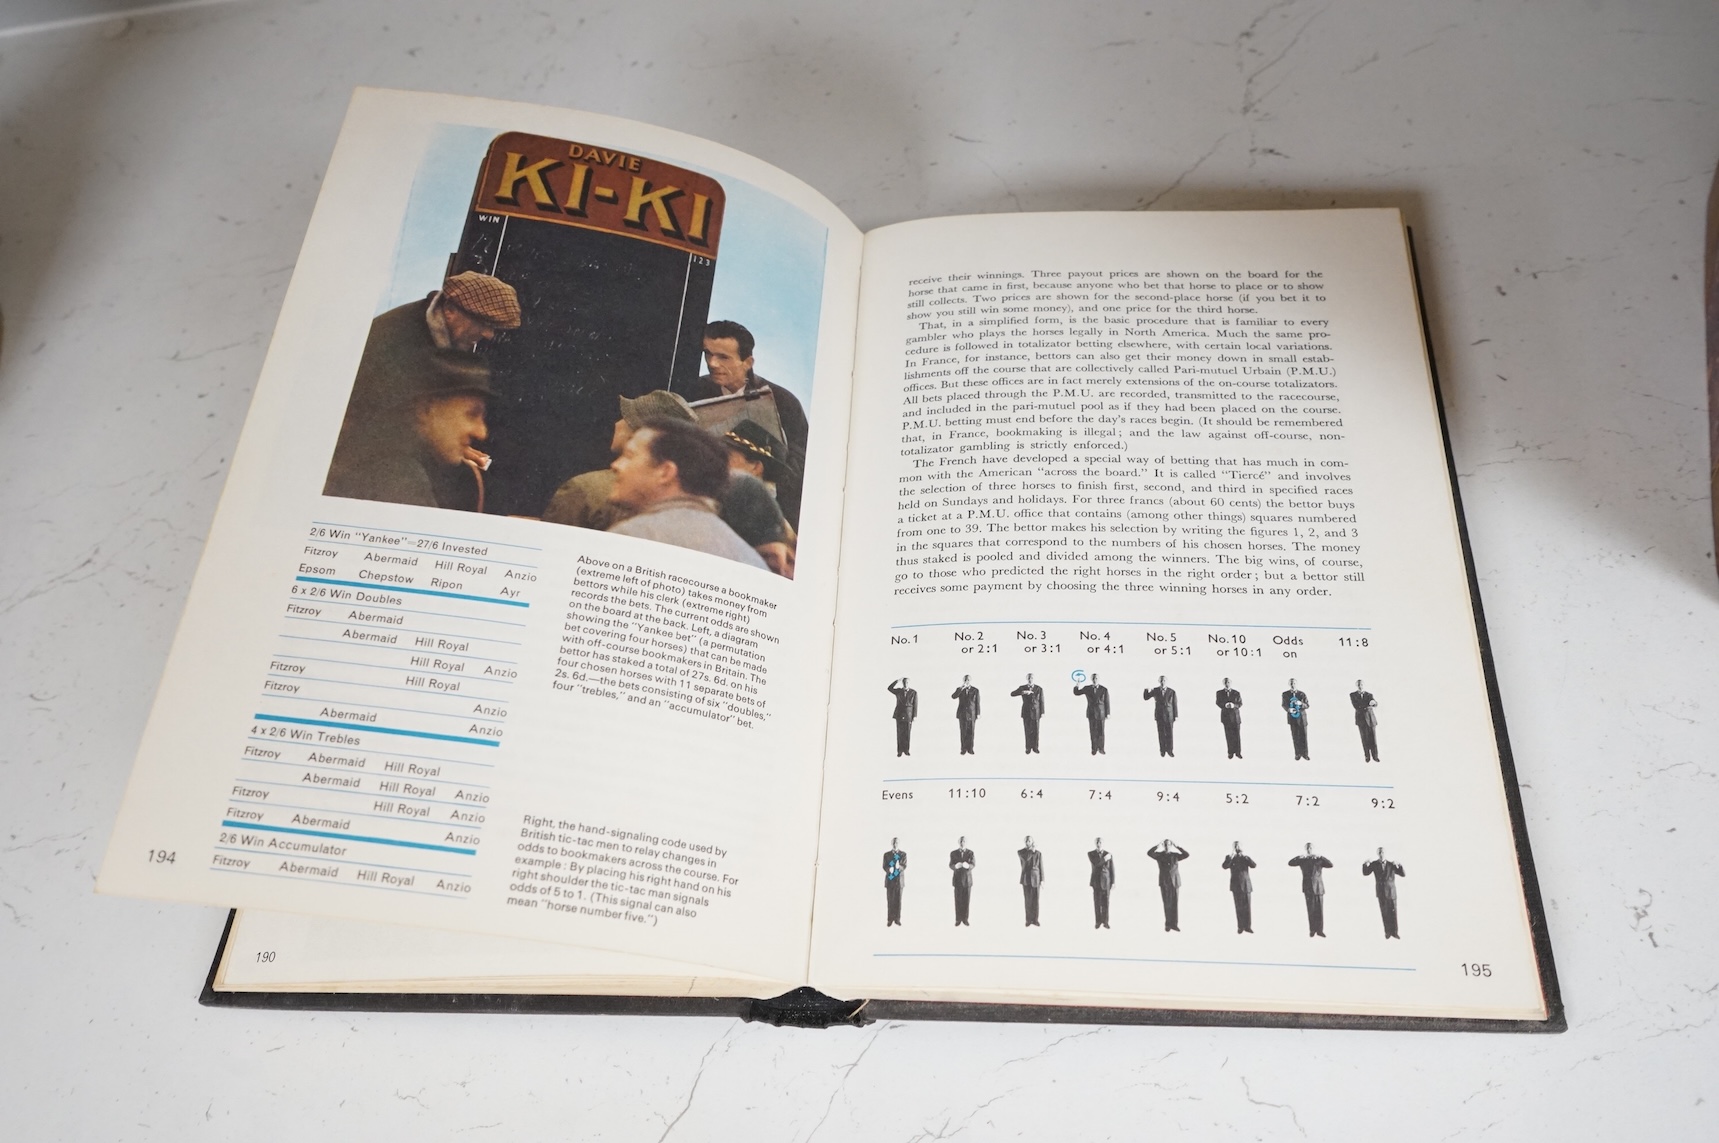 DAVIE
KI-KI
WIN
123
2/6 Win "Yankee"=27/6 Invested
Fitzroy Abermaid Hill Royal Anzio
Epsom Chepstow Ripon Ayr
6 x 2/6 Win Doubles
Fitzroy Abermaid
Abermaid Hill Royal
Hill Royal Anzio
Fitzroy Hill Royal
Fitzroy Anzio
Abermaid Anzio
4 x 2/6 Win Trebles
Fitzroy Abermaid Hill Royal
Abermaid Hill Royal Anzio
Fitzroy Hill Royal Anzio
Fitzroy Abermaid Anzio
2/6 Win Accumulator
Fitzroy Abermaid Hill Royal Anzio
194
Above on a British racecourse a bookmaker
(extreme left of photo) takes money from
bettors while his clerk (extreme right)
records the bets. The current odds are shown
on the board at the back. Left, a diagram
showing the "Yankee bet" (a permutation
bet covering four horses) that can be made
with off-course bookmakers in Britain. The
bettor has staked a total of 27s. 6d. on his
four chosen horses with 11 separate bets of
2s. 6d.—the bets consisting of six "doubles,"
four "trebles," and an "accumulator" bet.
Right, the hand-signaling code used by
British tic-tac men to relay changes in
odds to bookmakers across the course. For
example: By placing his right hand on his
right shoulder the tic-tac man signals
odds of 5 to 1. (This signal can also
mean "horse number five.")
190
receive their winnings. Three payout prices are shown on the board for the
horse that came in first, because anyone who bet that horse to place or to show
still collects. Two prices are shown for the second-place horse (if you bet it to
show you still win some money), and one price for the third horse.
That, in a simplified form, is the basic procedure that is familiar to every
gambler who plays the horses legally in North America. Much the same pro-
cedure is followed in totalizator betting elsewhere, with certain local variations.
In France, for instance, bettors can also get their money down in small estab-
lishments off the course that are collectively called Pari-mutuel Urbain (P.M.U.)
offices. But these offices are in fact merely extensions of the on-course totalizators.
All bets placed through the P.M.U. are recorded, transmitted to the racecourse,
and included in the pari-mutuel pool as if they had been placed on the course.
P.M.U. betting must end before the day's races begin. (It should be remembered
that, in France, bookmaking is illegal; and the law against off-course, non-
totalizator gambling is strictly enforced.)
The French have developed a special way of betting that has much in com-
mon with the American "across the board." It is called "Tiercé" and involves
the selection of three horses to finish first, second, and third in specified races
held on Sundays and holidays. For three francs (about 60 cents) the bettor buys
a ticket at a P.M.U. office that contains (among other things) squares numbered
from one to 39. The bettor makes his selection by writing the figures 1, 2, and 3
in the squares that correspond to the numbers of his chosen horses. The money
thus staked is pooled and divided among the winners. The big wins, of course,
go to those who predicted the right horses in the right order; but a bettor still
receives some payment by choosing the three winning horses in any order.
No. 1 No. 2 No. 3 No. 4 No. 5 No. 10 Odds 11:8
or 2:1 or 3:1 or 4:1 or 5:1 or 10:1 on
Evens 11:10 6:4 7:4 9:4 5:2 7:2 9:2
195